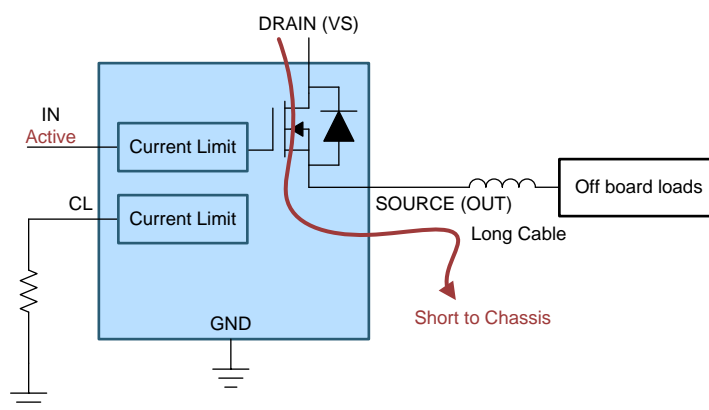 DRAIN (VS)
IN
Active
Current Limit
CL
Current Limit
SOURCE (OUT)
Off board loads
Long Cable
Short to Chassis
GND